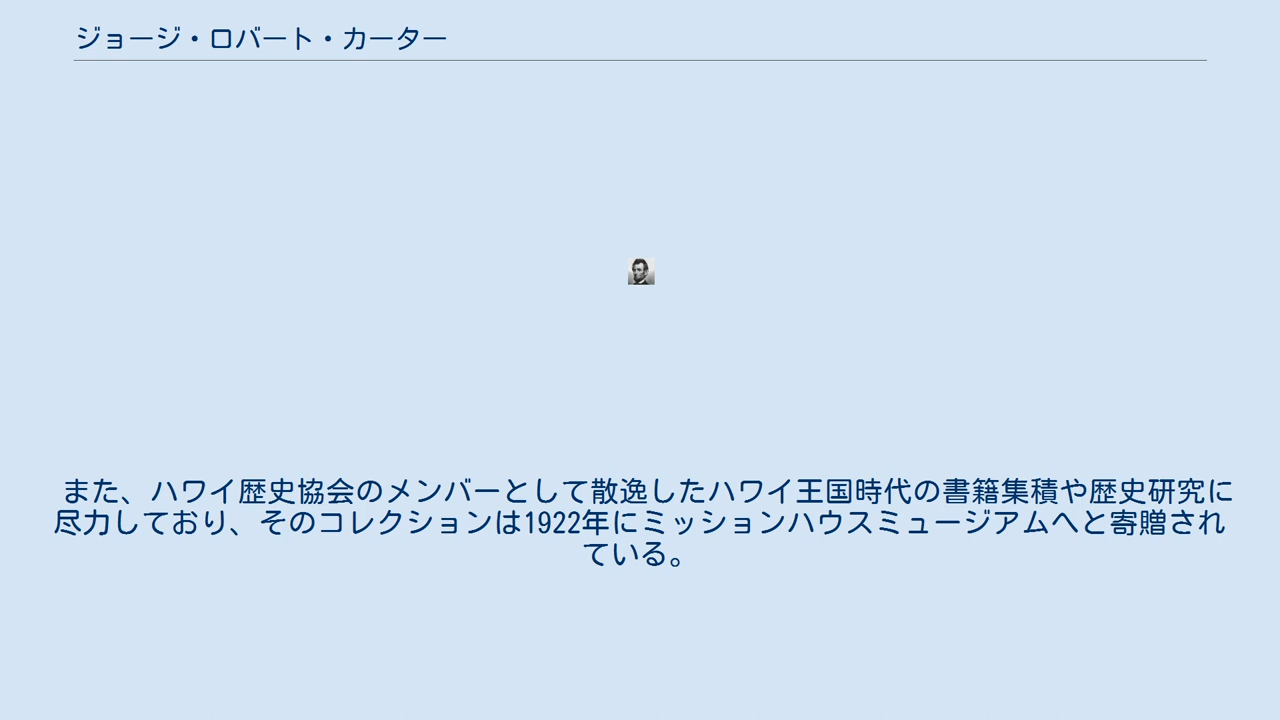 ジョージ・ロバート・カーター
また、ハワイ歴史協会のメンバーとして散逸したハワイ王国時代の書籍集積や歴史研究に
尽力しており、そのコレクションは1922年にミッションハウスミュージアムへと寄贈され
ている。